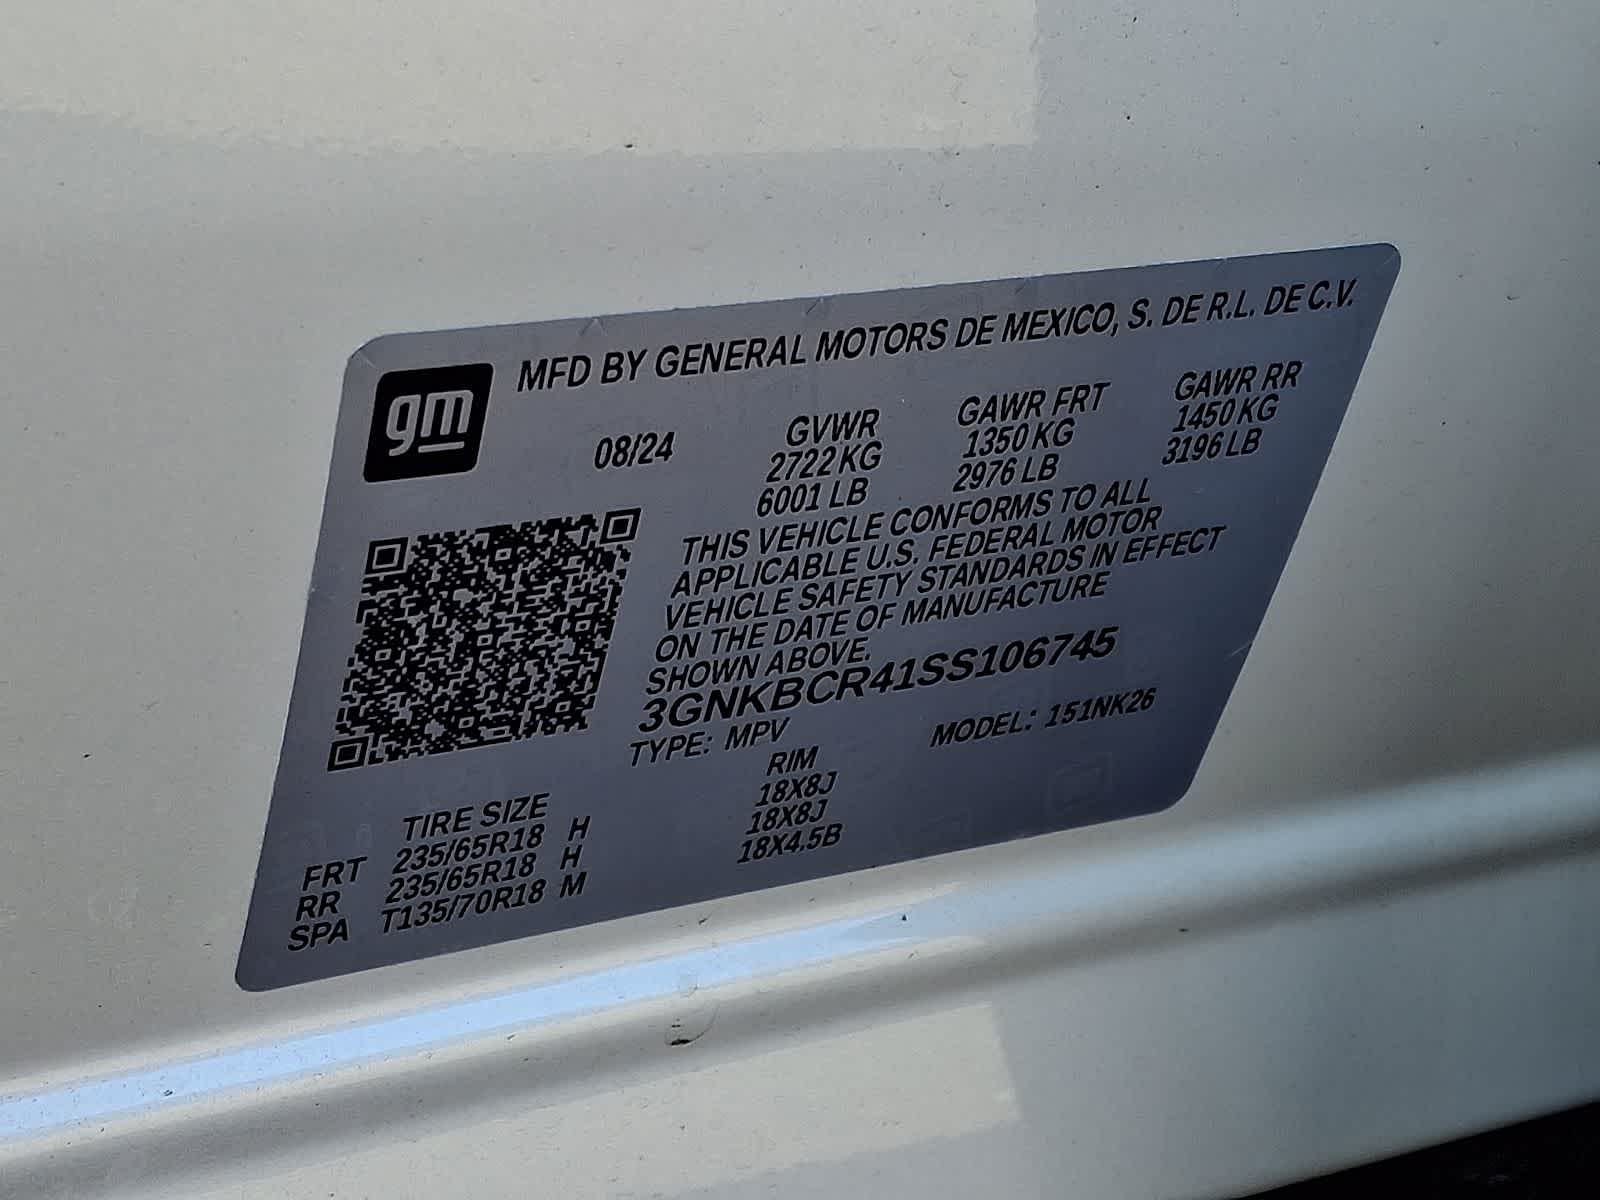 gm
MFD BY GENERAL MOTORS DE MEXICO, S. DE R.L. DE C.V.
08/24
GVWR
2722 KG
6001 LB
GAWR FRT
1350 KG
2976 LB
GAWR RR
1450 KG
3196 LB
THIS VEHICLE CONFORMS TO ALL
APPLICABLE U.S. FEDERAL MOTOR
VEHICLE SAFETY STANDARDS IN EFFECT
ON THE DATE OF MANUFACTURE
SHOWN ABOVE.
3GNKBCR41SS106745
TYPE: MPV MODEL: 151NK26
TIRE SIZE RIM
FRT 235/65R18 H 18X8J
RR 235/65R18 H 18X8J
SPA T135/70R18 M 18X4.5B